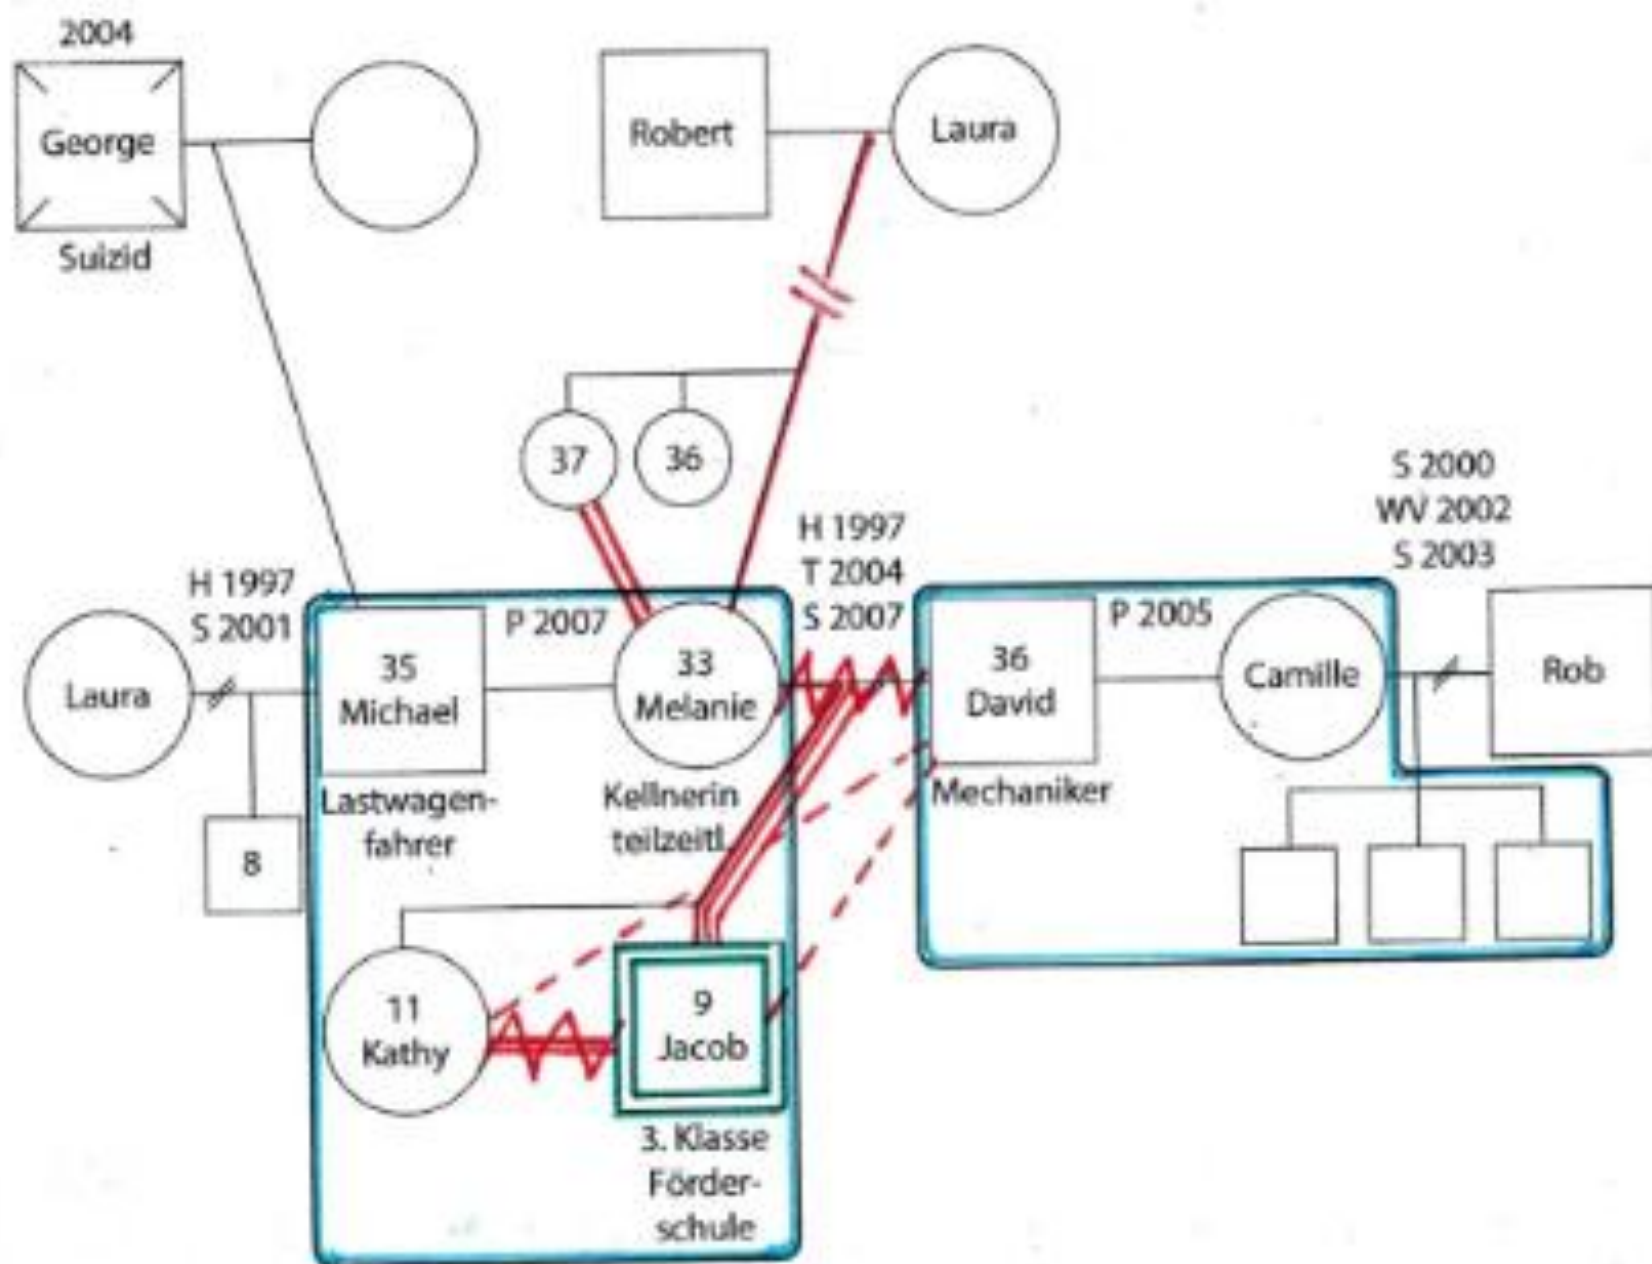 2004
George
Suizid
Robert
Laura
37
36
H 1997
S 2001
Laura
8
35
Michael
Lastwagen-
fahrer
P 2007
33
Melanie
Kellnerin
teilzeitl.
H 1997
T 2004
S 2007
36
David
Mechaniker
P 2005
Camille
S 2000
WV 2002
S 2003
Rob
11
Kathy
9
Jacob
3. Klasse
Förder-
schule